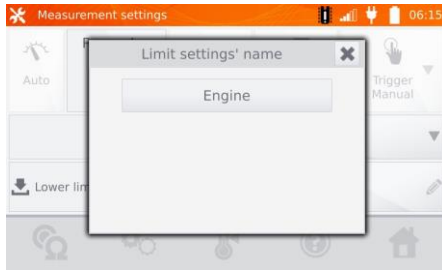 Measurement settings 06:15
Limit settings' name
Auto
Trigger
Manual
Engine
Lower lim